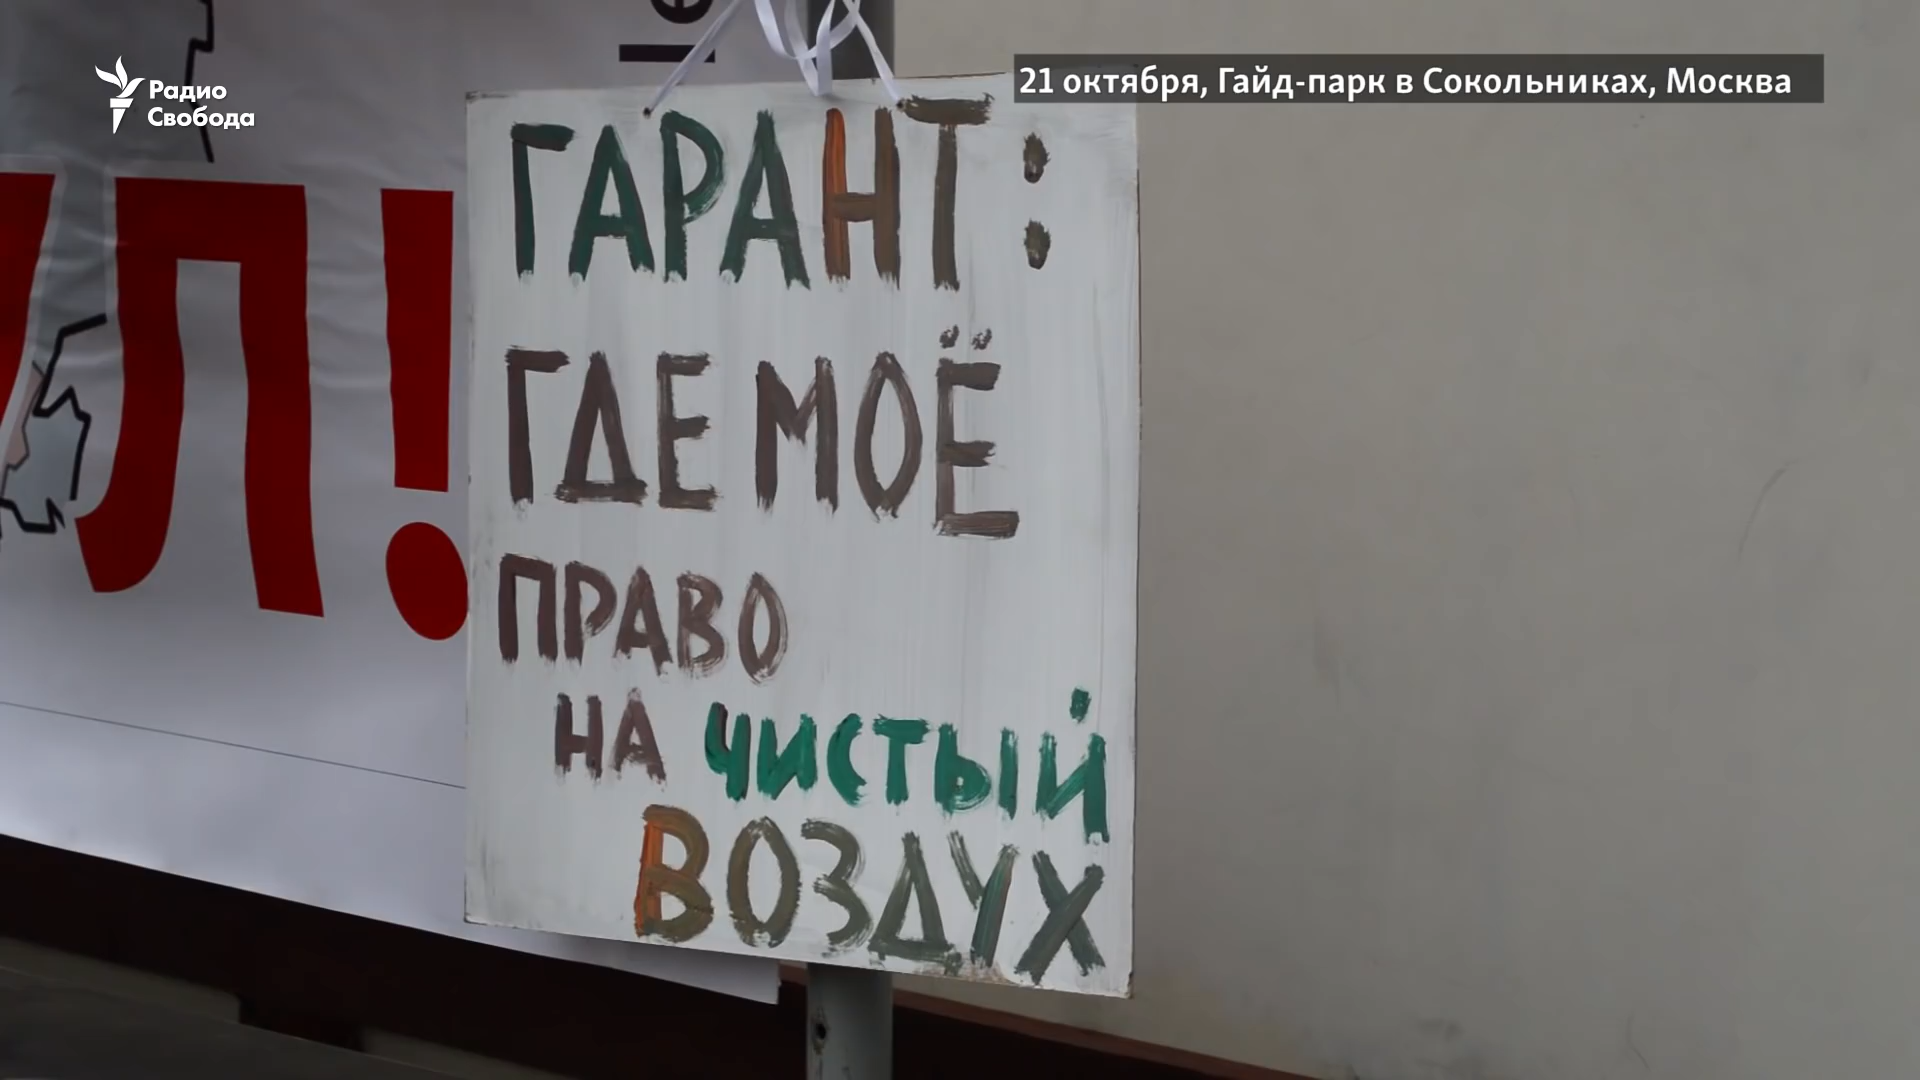 Радио
Свобода
21 октября, Гайд-парк в Сокольниках, Москва
ГАРАНТ:
ГДЕ МОЁ
ПРАВО
НА ЧИСТЫЙ
ВОЗДУХ